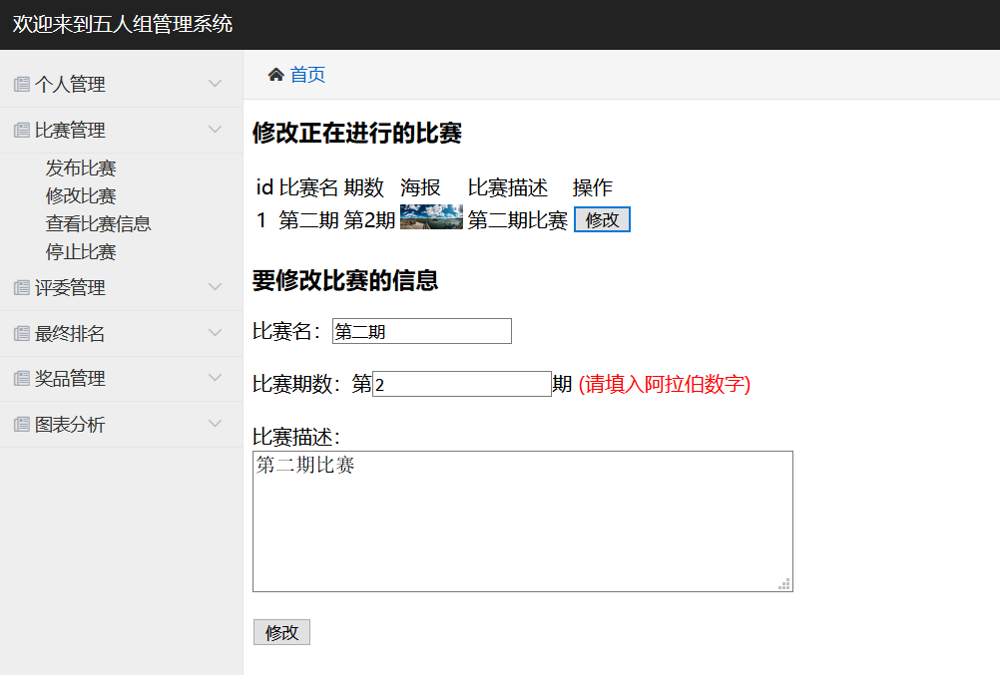 欢迎来到五人组管理系统
个人管理
比赛管理
发布比赛
修改比赛
查看比赛信息
停止比赛
评委管理
最终排名
奖品管理
图表分析
首页
修改正在进行的比赛
id 比赛名 期数 海报 比赛描述 操作
1 第二期 第2期 第二期比赛 修改
要修改比赛的信息
比赛名：第二期
比赛期数：第2期 (请填入阿拉伯数字)
比赛描述：
第二期比赛
修改